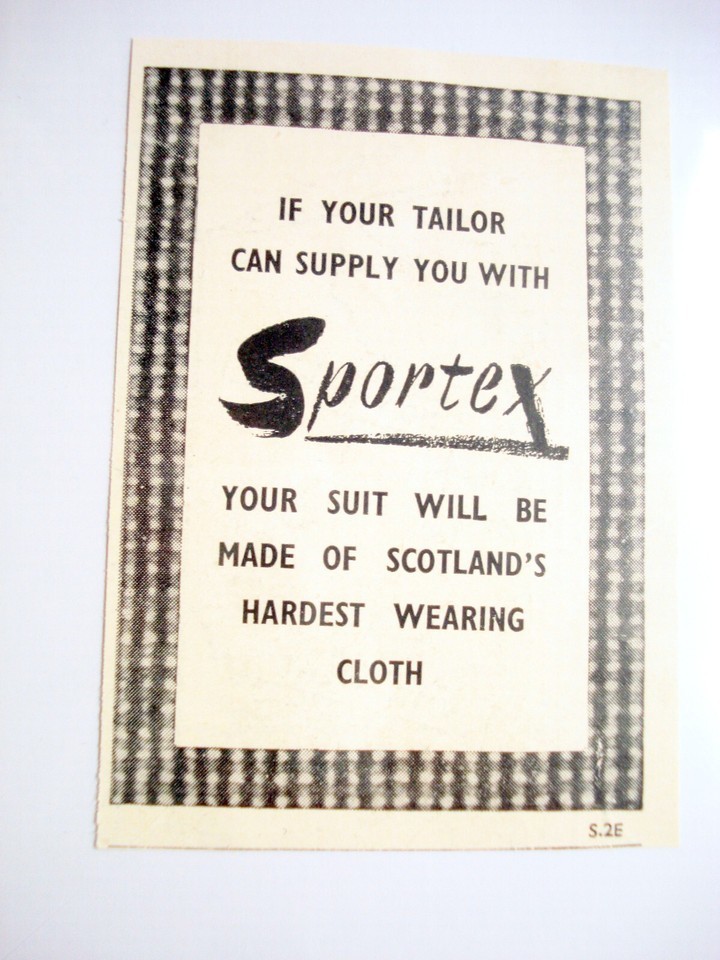 IF YOUR TAILOR
CAN SUPPLY YOU WITH
Sportex
YOUR SUIT WILL BE
MADE OF SCOTLAND'S
HARDEST WEARING
CLOTH
S.2E